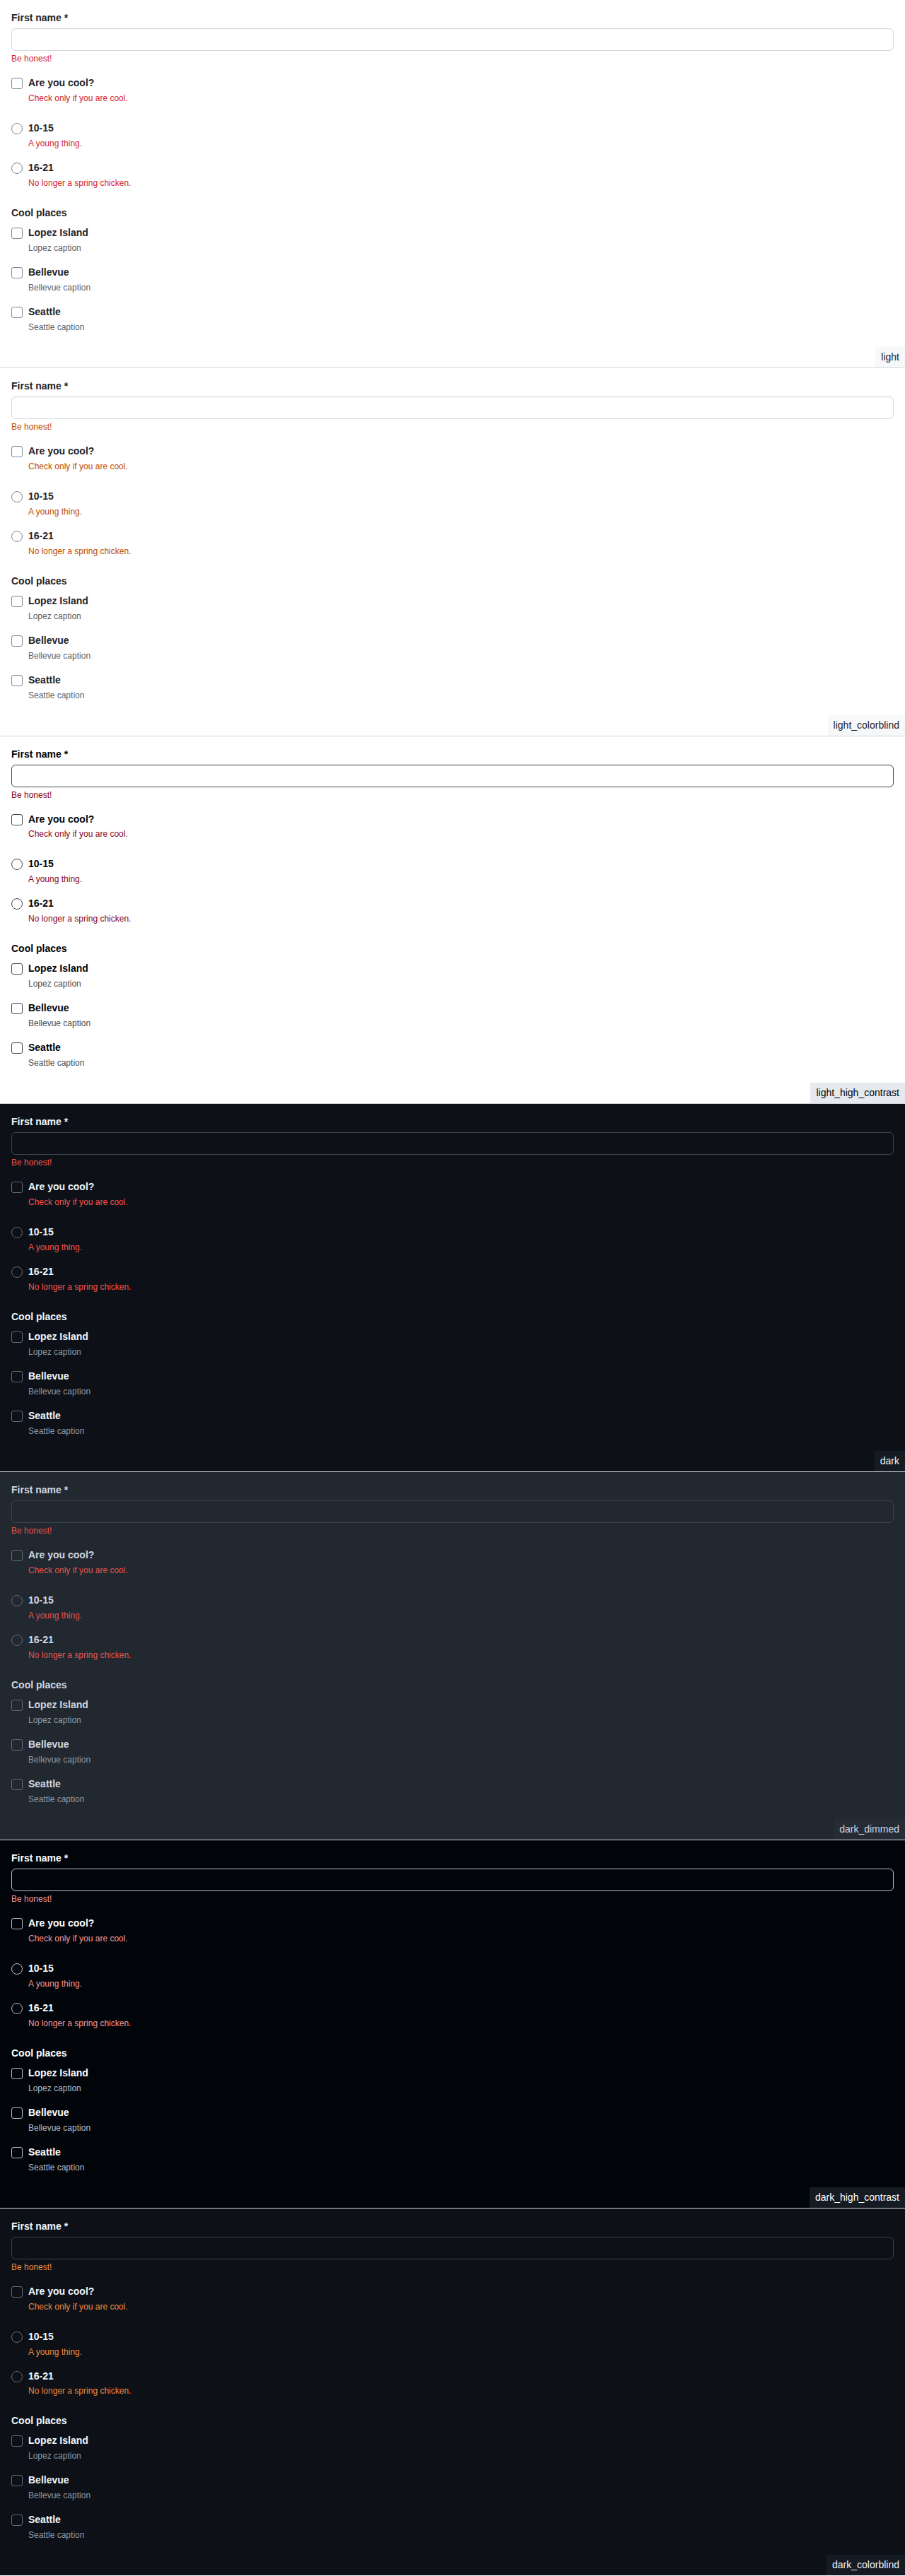 First name *
Be honest!
Are you cool?
Check only if you are cool.
10-15
A young thing.
16-21
No longer a spring chicken.
Cool places
Lopez Island
Lopez caption
Bellevue
Bellevue caption
Seattle
Seattle caption
light
First name *
Be honest!
Are you cool?
Check only if you are cool.
10-15
A young thing.
16-21
No longer a spring chicken.
Cool places
Lopez Island
Lopez caption
Bellevue
Bellevue caption
Seattle
Seattle caption
light_colorblind
First name *
Be honest!
Are you cool?
Check only if you are cool.
10-15
A young thing.
16-21
No longer a spring chicken.
Cool places
Lopez Island
Lopez caption
Bellevue
Bellevue caption
Seattle
Seattle caption
light_high_contrast
First name *
Be honest!
Are you cool?
Check only if you are cool.
10-15
A young thing.
16-21
No longer a spring chicken.
Cool places
Lopez Island
Lopez caption
Bellevue
Bellevue caption
Seattle
Seattle caption
dark
First name *
Be honest!
Are you cool?
Check only if you are cool.
10-15
A young thing.
16-21
No longer a spring chicken.
Cool places
Lopez Island
Lopez caption
Bellevue
Bellevue caption
Seattle
Seattle caption
dark_dimmed
First name *
Be honest!
Are you cool?
Check only if you are cool.
10-15
A young thing.
16-21
No longer a spring chicken.
Cool places
Lopez Island
Lopez caption
Bellevue
Bellevue caption
Seattle
Seattle caption
dark_high_contrast
First name *
Be honest!
Are you cool?
Check only if you are cool.
10-15
A young thing.
16-21
No longer a spring chicken.
Cool places
Lopez Island
Lopez caption
Bellevue
Bellevue caption
Seattle
Seattle caption
dark_colorblind